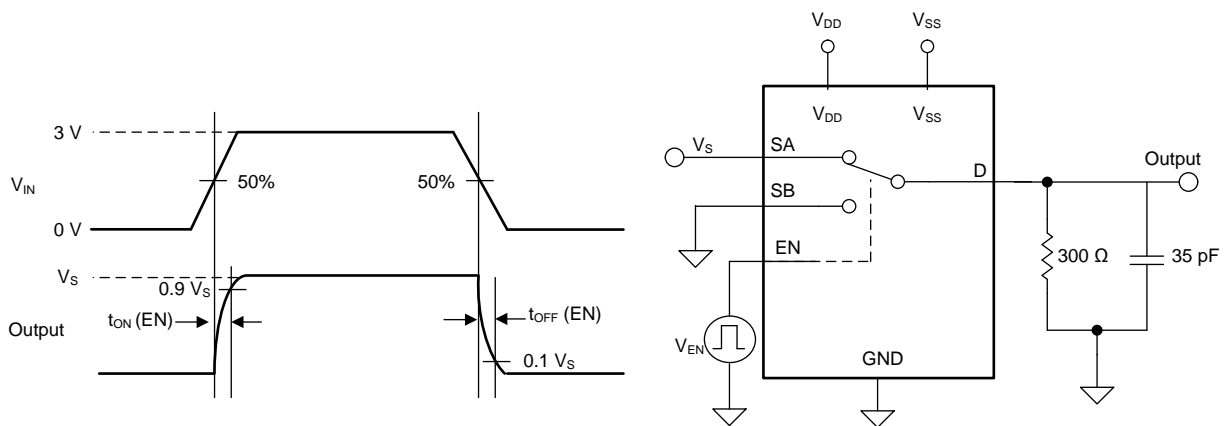 3 V
V_IN
50%
50%
0 V
V_S
0.9 V_S
t_ON (EN)
t_OFF (EN)
Output
0.1 V_S
V_DD
V_SS
V_DD
V_SS
V_S
SA
D
Output
SB
EN
300 Ω
35 pF
V_EN
GND